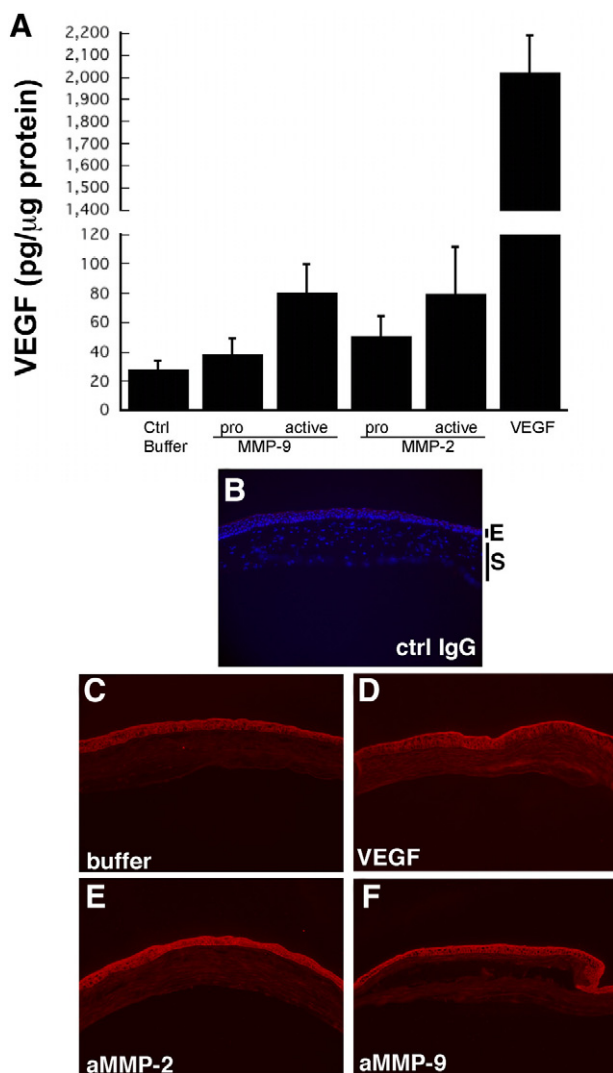 A
VEGF (pg/µg protein)
2,200
2,100
2,000
1,900
1,800
1,700
1,600
1,500
1,400
120
100
80
60
40
20
0
Ctrl Buffer
pro active pro active VEGF
MMP-9 MMP-2
B
E
S
ctrl IgG
C D
buffer VEGF
E F
aMMP-2 aMMP-9